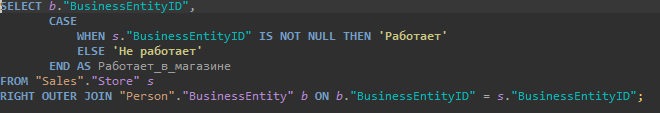 SELECT b."BusinessEntityID",
CASE
WHEN s."BusinessEntityID" IS NOT NULL THEN 'Работает'
ELSE 'Не работает'
END AS Работает_в_магазине
FROM "Sales"."Store" s
RIGHT OUTER JOIN "Person"."BusinessEntity" b ON b."BusinessEntityID" = s."BusinessEntityID";